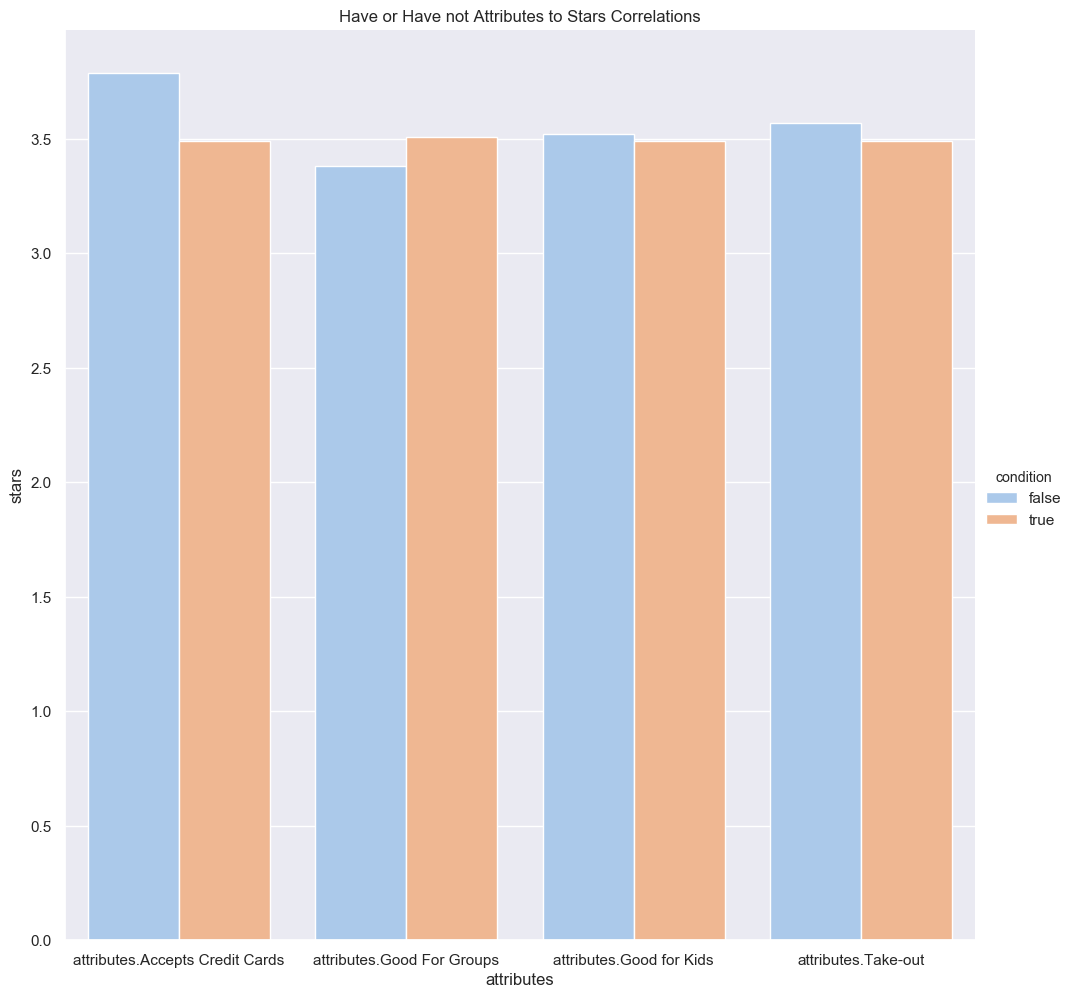 Have or Have not Attributes to Stars Correlations
3.5
3.0
2.5
2.0
1.5
1.0
0.5
0.0
stars
attributes.Accepts Credit Cards
attributes.Good For Groups
attributes.Good for Kids
attributes.Take-out
attributes
condition
false
true